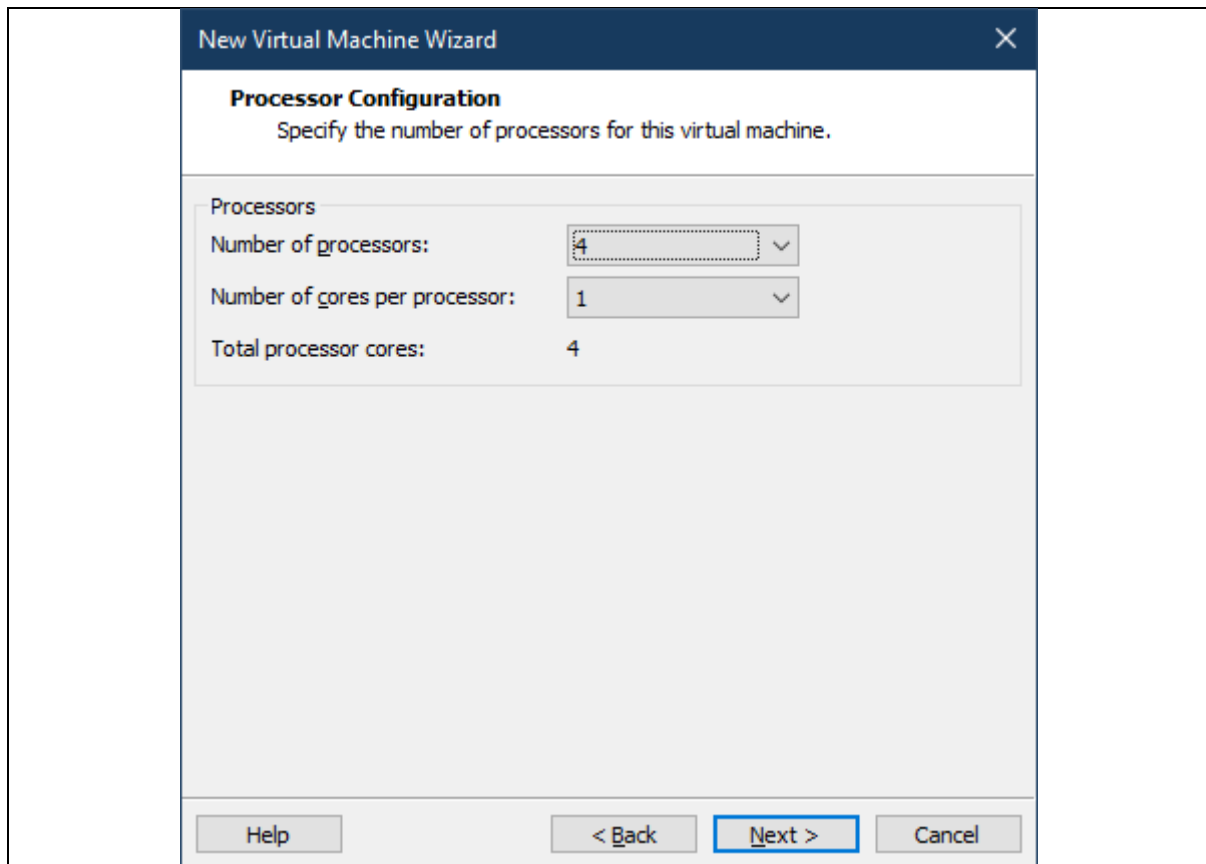 New Virtual Machine Wizard
Processor Configuration
Specify the number of processors for this virtual machine.
Processors
Number of processors: 4
Number of cores per processor: 1
Total processor cores: 4
Help < Back Next > Cancel